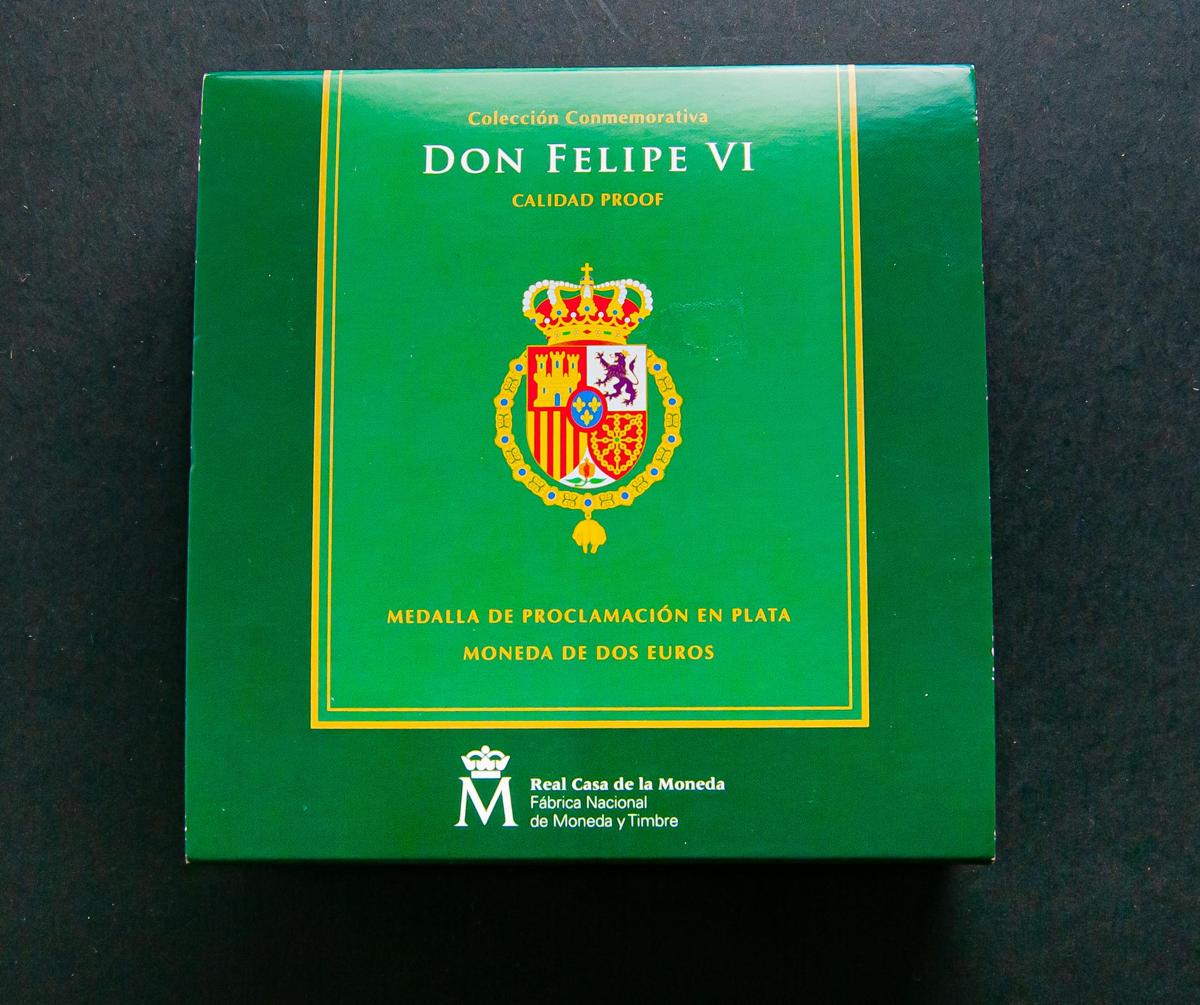 Colección Conmemorativa
DON FELIPE VI
CALIDAD PROOF
MEDALLA DE PROCLAMACIÓN EN PLATA
MONEDA DE DOS EUROS
M
Real Casa de la Moneda
Fábrica Nacional
de Moneda y Timbre